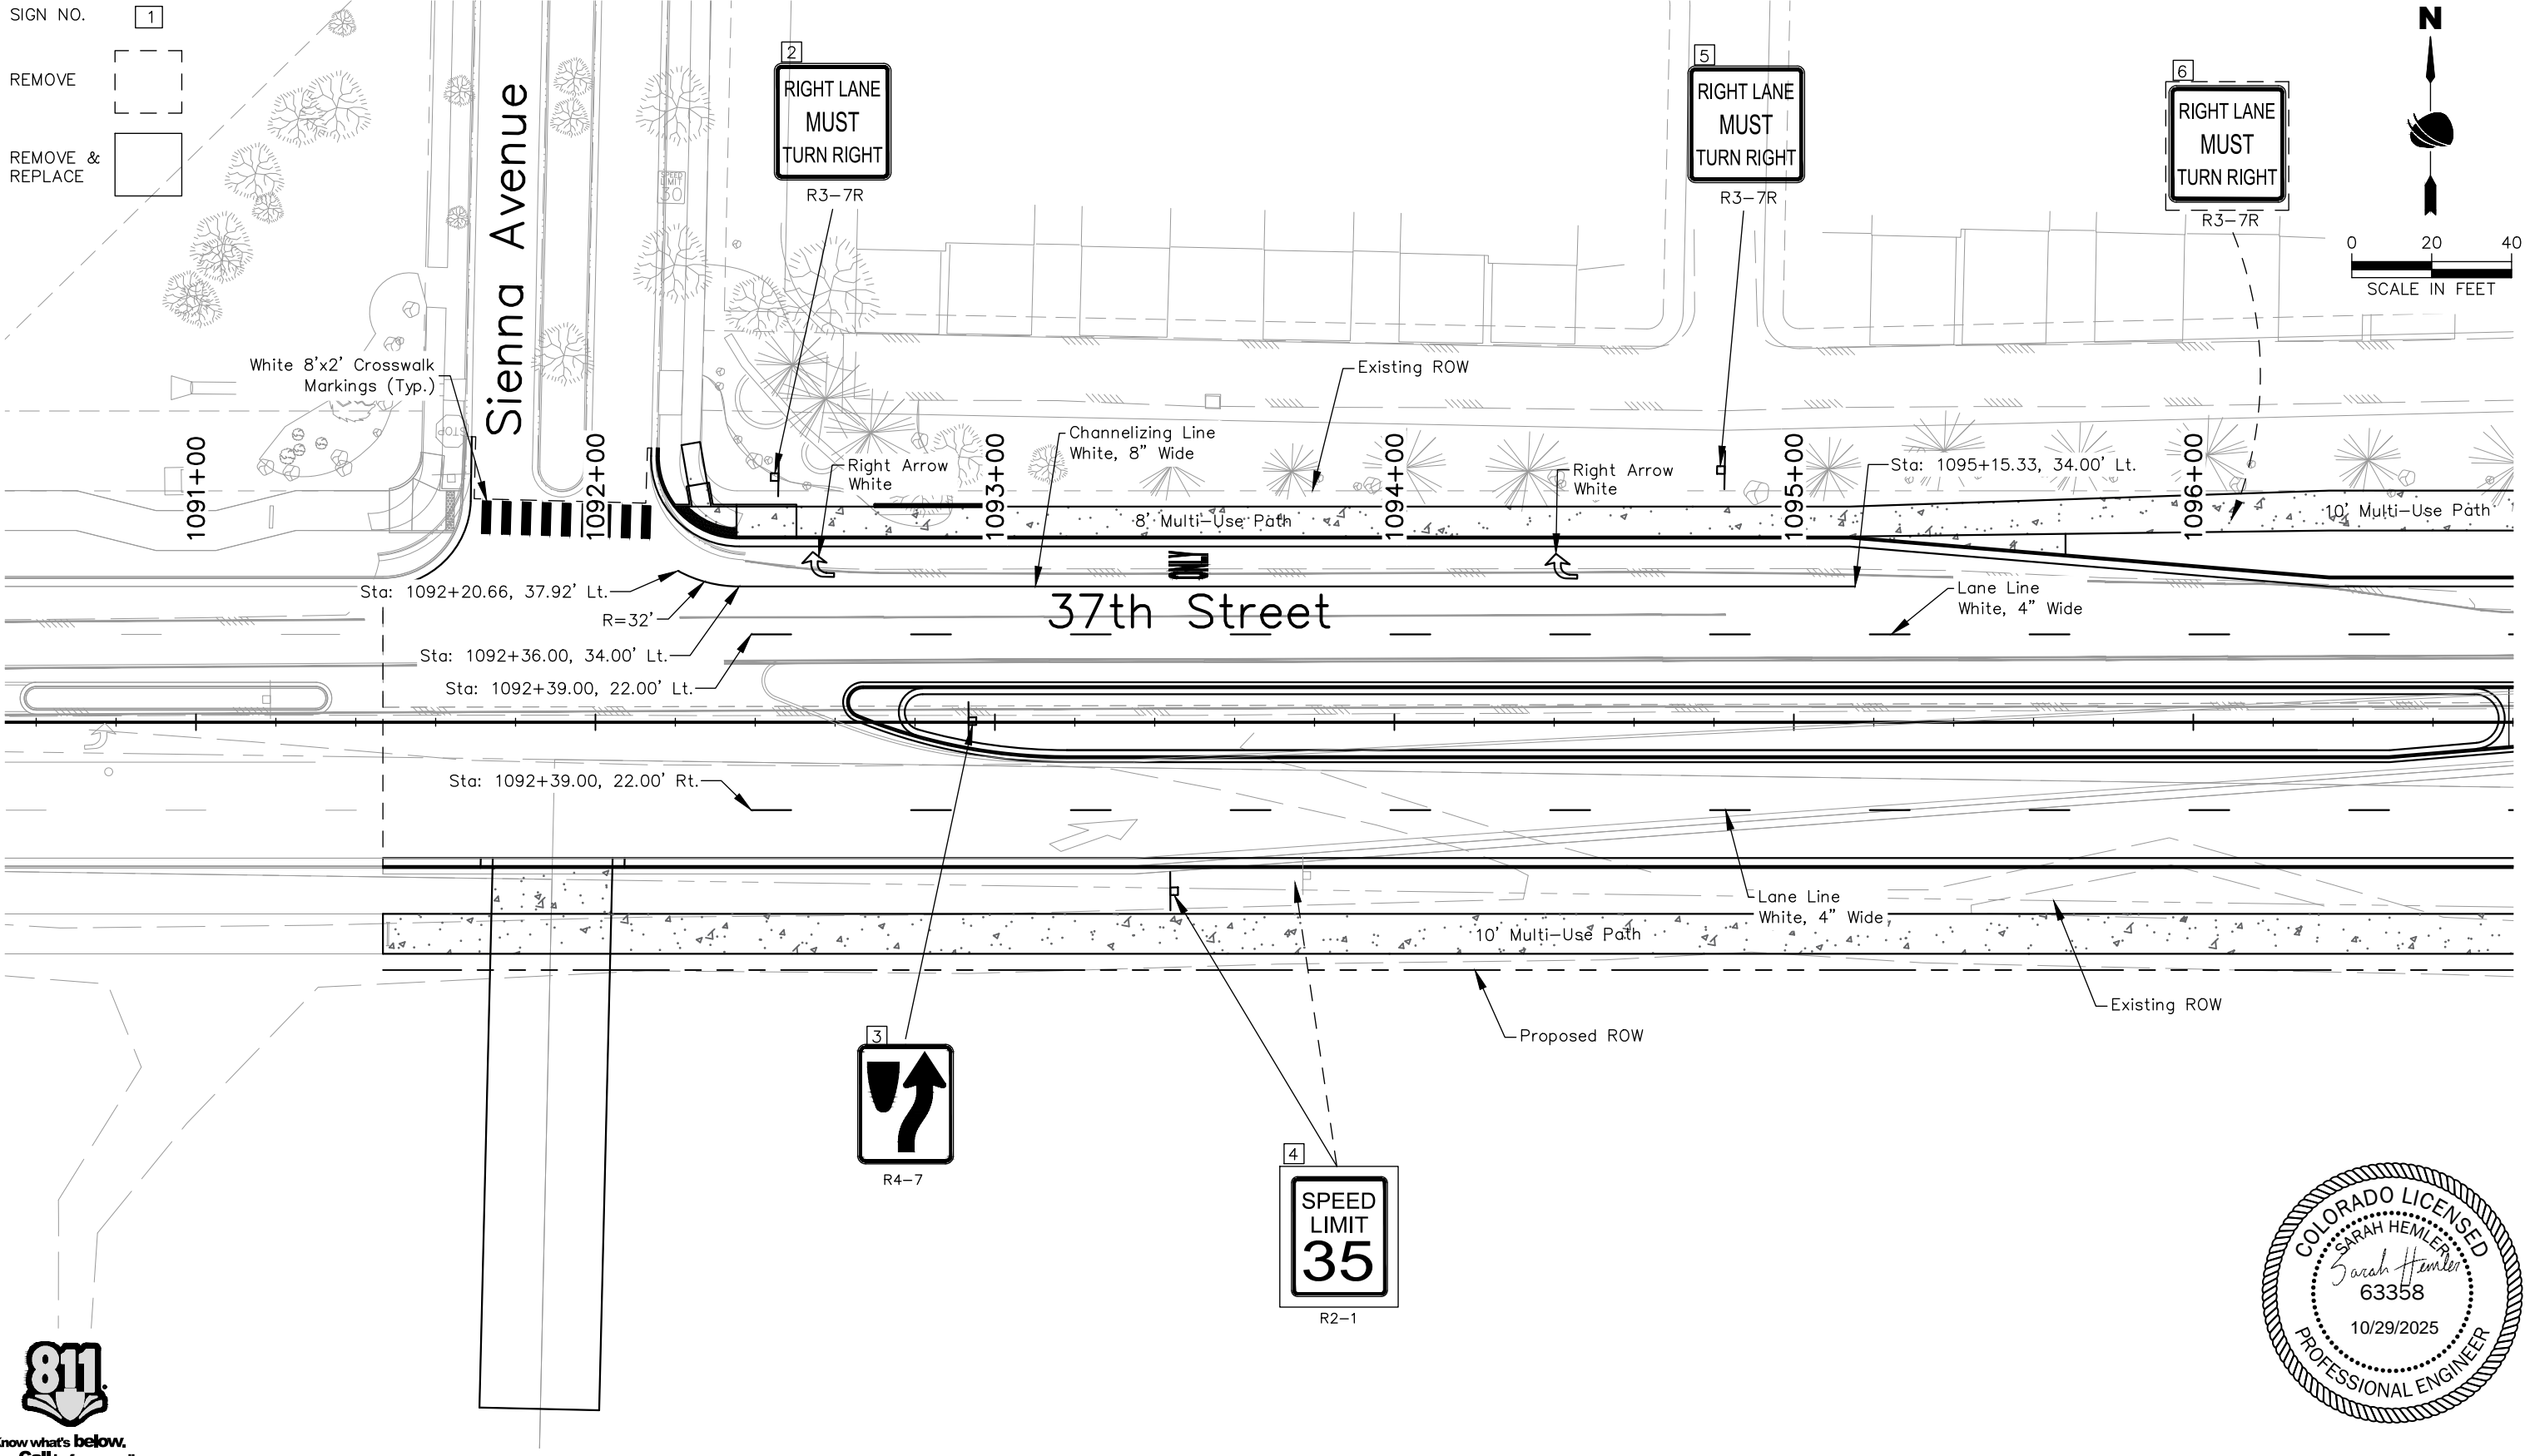 SIGN NO.
1
REMOVE
REMOVE &
REPLACE
Sienna Avenue
SPEED
LIMIT
30
2
RIGHT LANE
MUST
TURN RIGHT
R3-7R
5
RIGHT LANE
MUST
TURN RIGHT
R3-7R
6
RIGHT LANE
MUST
TURN RIGHT
R3-7R
N
0 20 40
SCALE IN FEET
White 8'x2' Crosswalk
Markings (Typ.)
STOP
Existing ROW
Channelizing Line
White, 8" Wide
Right Arrow
White
Right Arrow
White
Sta: 1095+15.33, 34.00' Lt.
1091+00
1092+00
1093+00
1094+00
1095+00
1096+00
8' Multi-Use Path
10' Multi-Use Path
ONLY
Sta: 1092+20.66, 37.92' Lt.
R=32'
37th Street
Lane Line
White, 4" Wide
Sta: 1092+36.00, 34.00' Lt.
Sta: 1092+39.00, 22.00' Lt.
Sta: 1092+39.00, 22.00' Rt.
Lane Line
White, 4" Wide
10' Multi-Use Path
Existing ROW
Proposed ROW
3
R4-7
4
SPEED
LIMIT
35
R2-1
COLORADO LICENSED
SARAH HEMLER
Sarah Hemler
63358
10/29/2025
PROFESSIONAL ENGINEER
811
Know what's below.